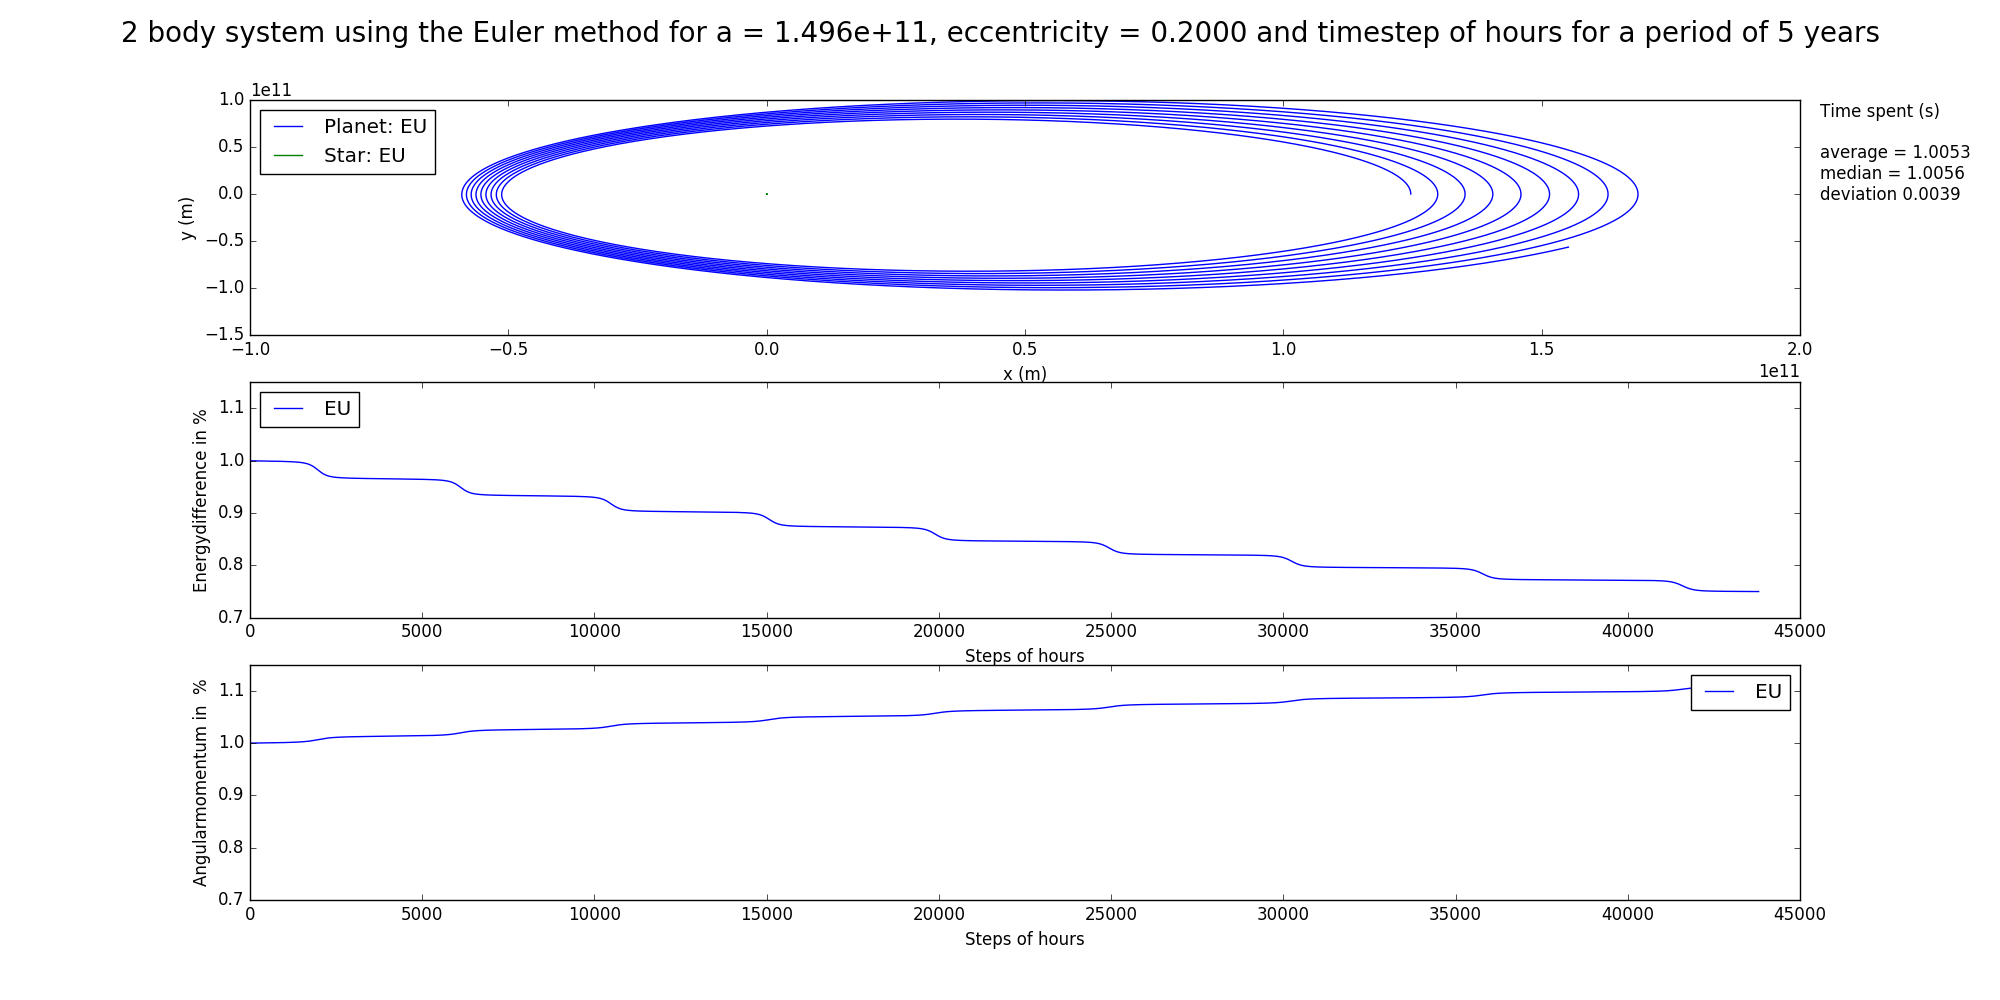 2 body system using the Euler method for a = 1.496e+11, eccentricity = 0.2000 and timestep of hours for a period of 5 years
1e11
1.0
0.5
0.0
−0.5
−1.0
−1.5
y (m)
Planet: EU
Star: EU
Time spent (s)
average = 1.0053
median = 1.0056
deviation 0.0039
−1.0 −0.5 0.0 0.5 1.0 1.5 2.0
x (m)
1e11
1.1
1.0
0.9
0.8
0.7
Energydifference in %
EU
0 5000 10000 15000 20000 25000 30000 35000 40000 45000
Steps of hours
1.1
1.0
0.9
0.8
0.7
Angularmomentum in %
EU
0 5000 10000 15000 20000 25000 30000 35000 40000 45000
Steps of hours